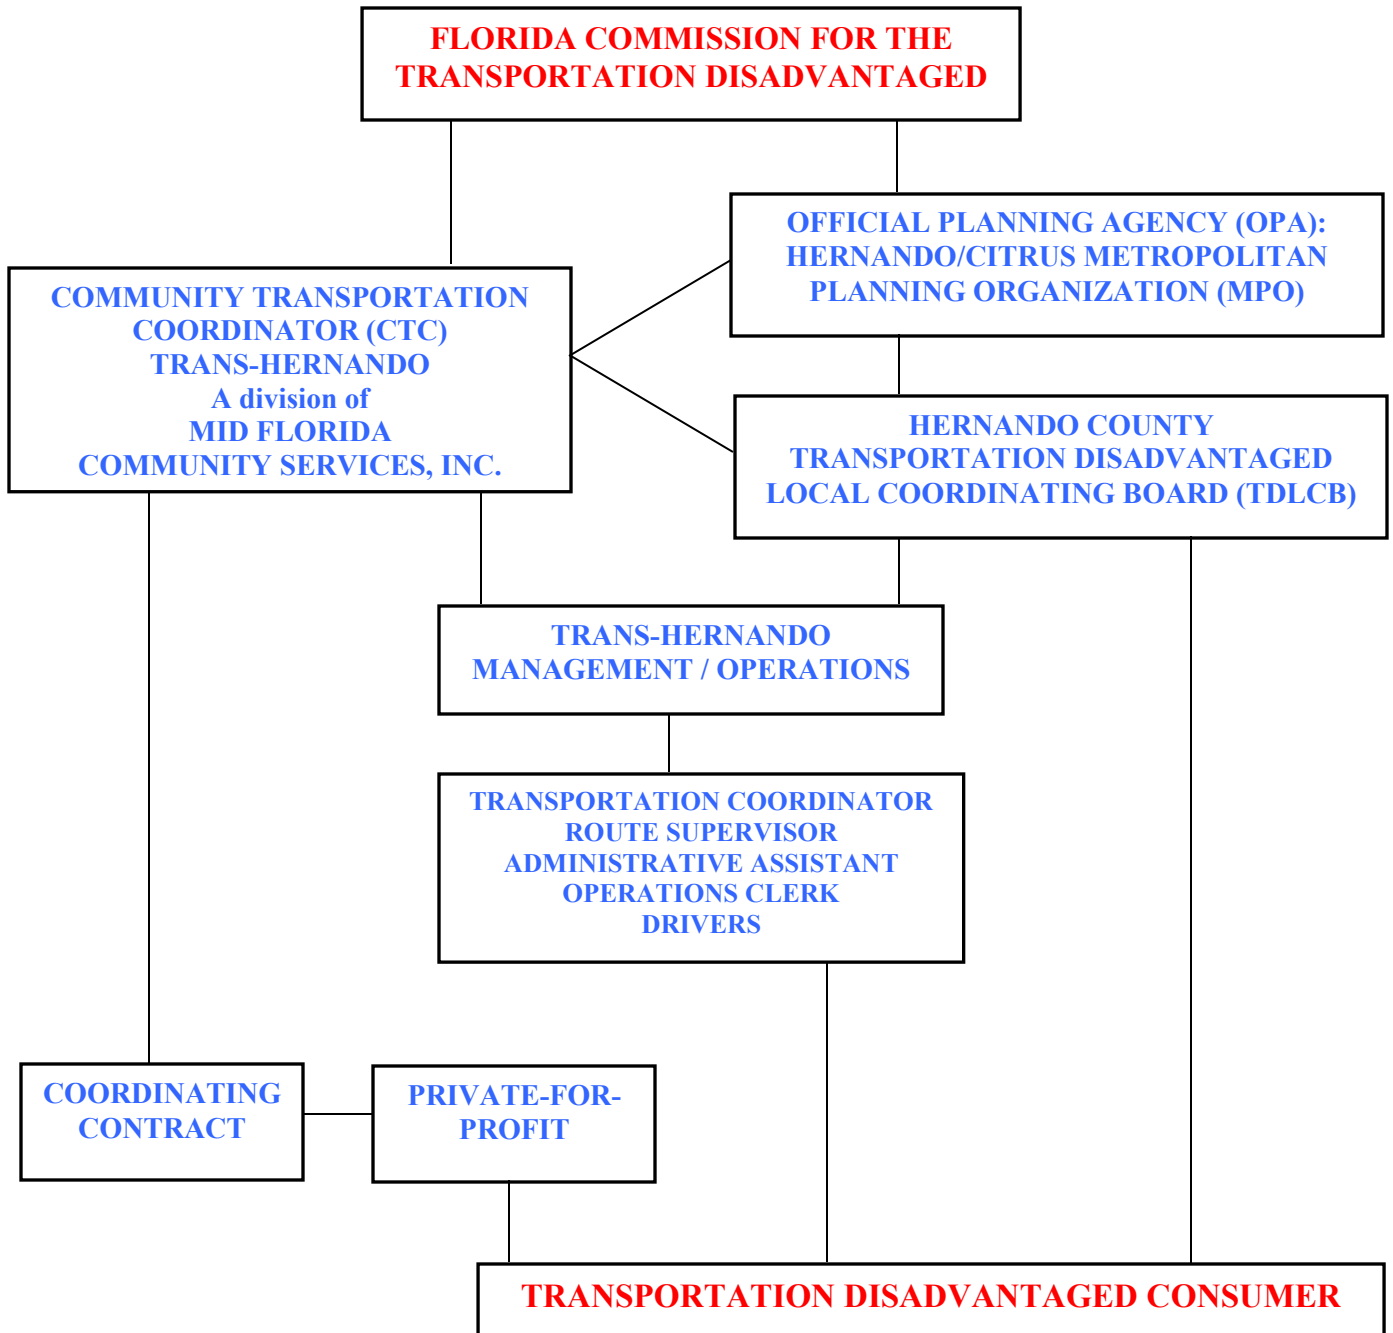 FLORIDA COMMISSION FOR THE
TRANSPORTATION DISADVANTAGED
OFFICIAL PLANNING AGENCY (OPA):
HERNANDO/CITRUS METROPOLITAN
PLANNING ORGANIZATION (MPO)
COMMUNITY TRANSPORTATION
COORDINATOR (CTC)
TRANS-HERNANDO
A division of
MID FLORIDA
COMMUNITY SERVICES, INC.
HERNANDO COUNTY
TRANSPORTATION DISADVANTAGED
LOCAL COORDINATING BOARD (TDLCB)
TRANS-HERNANDO
MANAGEMENT / OPERATIONS
TRANSPORTATION COORDINATOR
ROUTE SUPERVISOR
ADMINISTRATIVE ASSISTANT
OPERATIONS CLERK
DRIVERS
COORDINATING
CONTRACT
PRIVATE-FOR-
PROFIT
TRANSPORTATION DISADVANTAGED CONSUMER